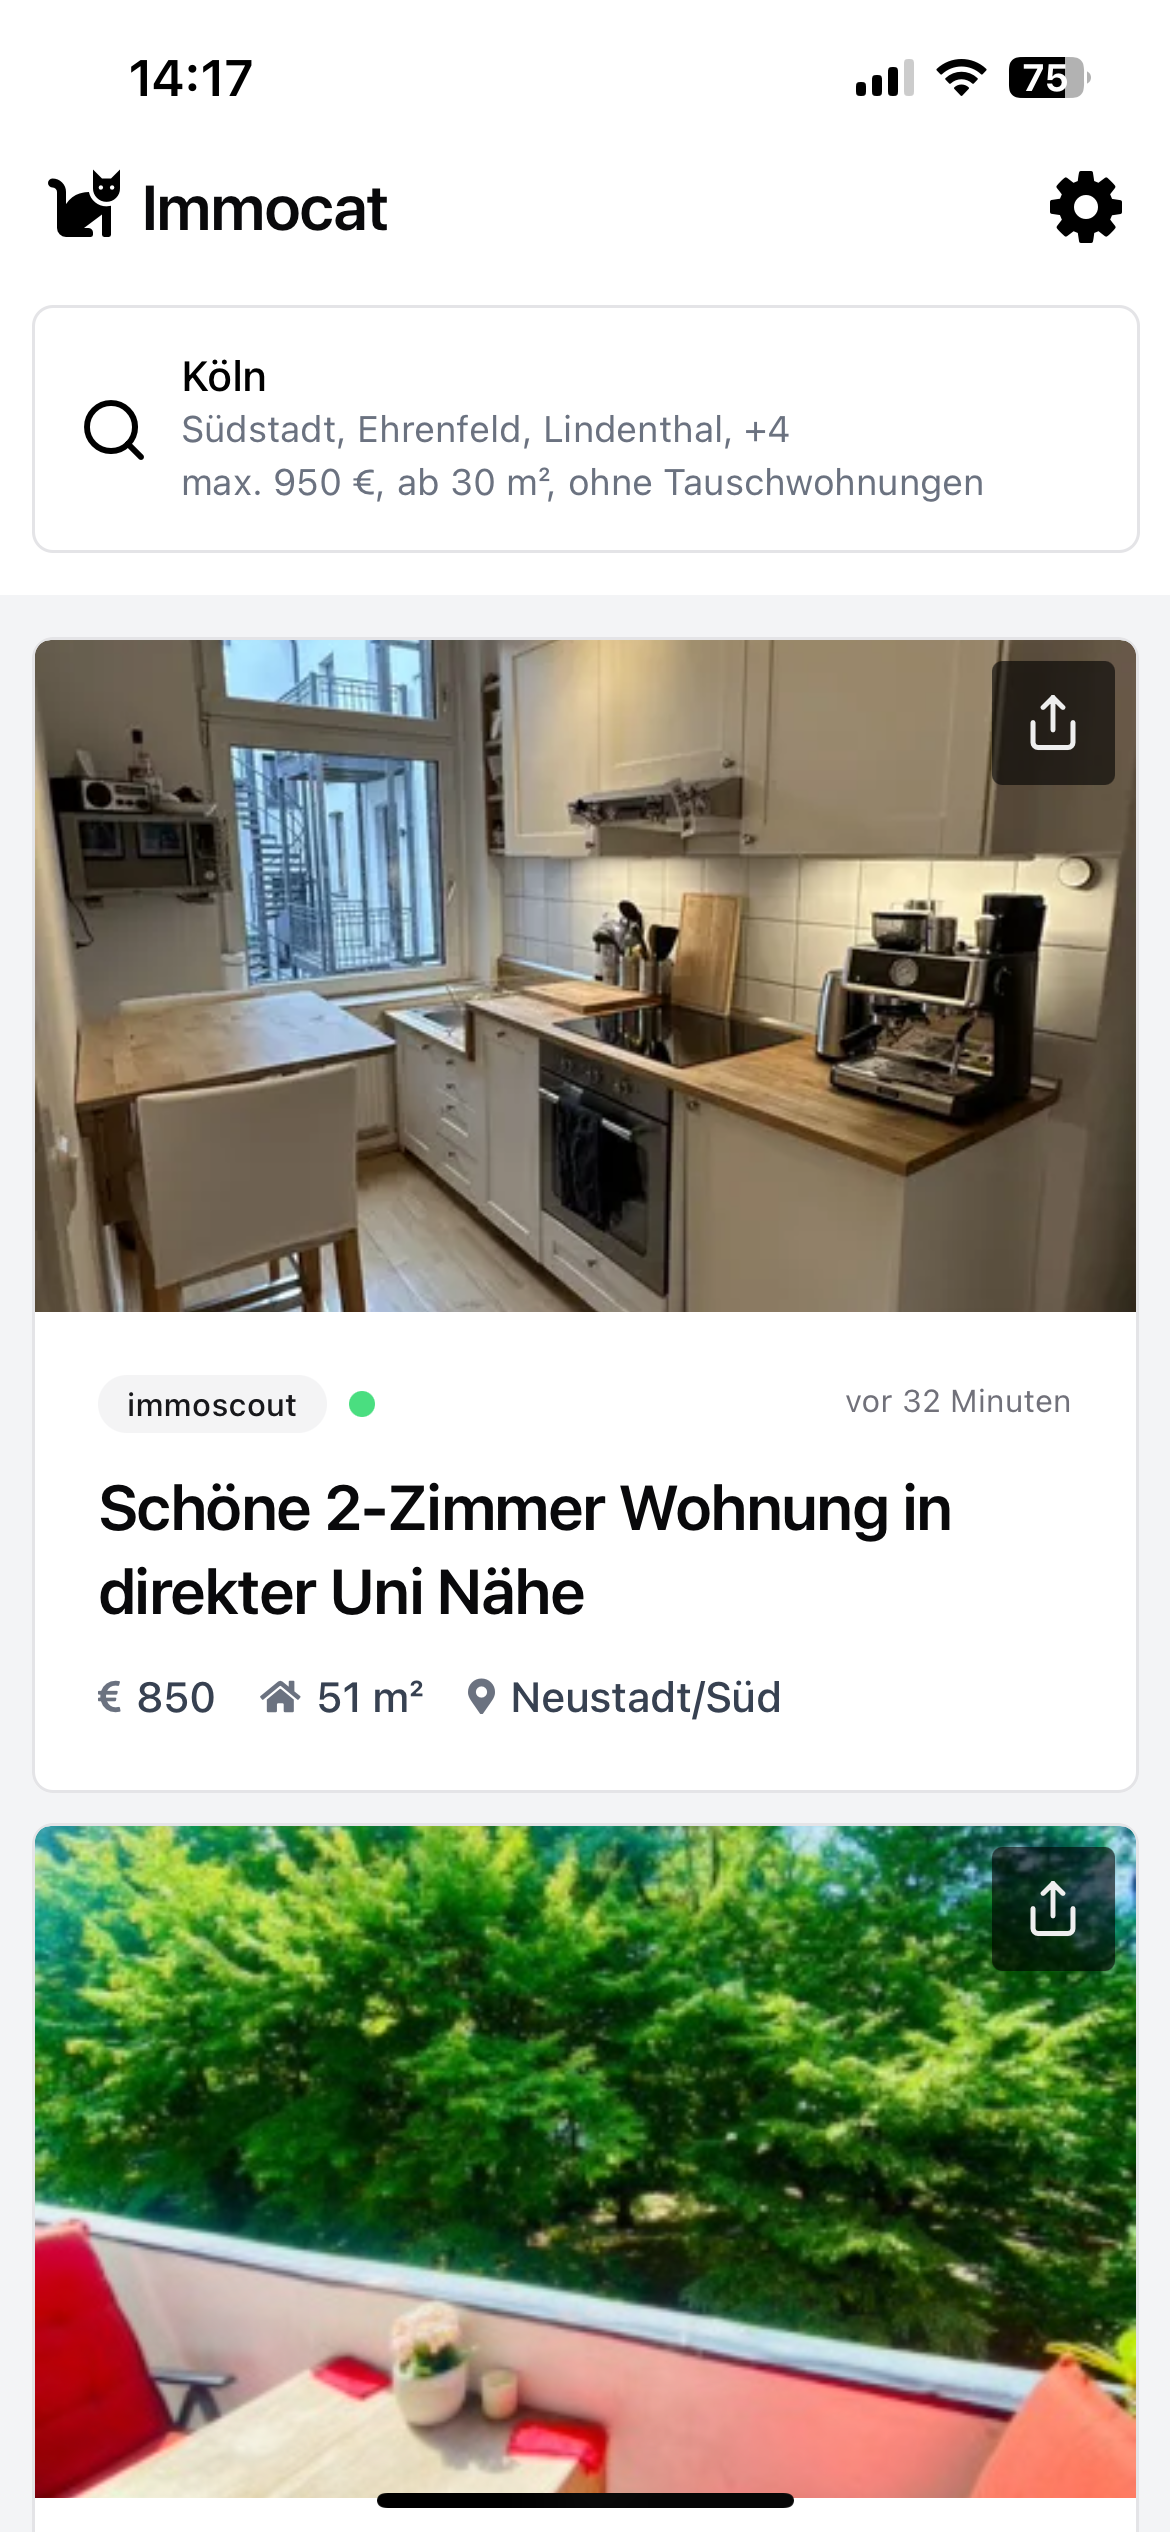 14:17
75
Immocat
Köln
Südstadt, Ehrenfeld, Lindenthal, +4
max. 950 €, ab 30 m², ohne Tauschwohnungen
immoscout
vor 32 Minuten
Schöne 2-Zimmer Wohnung in
direkter Uni Nähe
€ 850 51 m² Neustadt/Süd